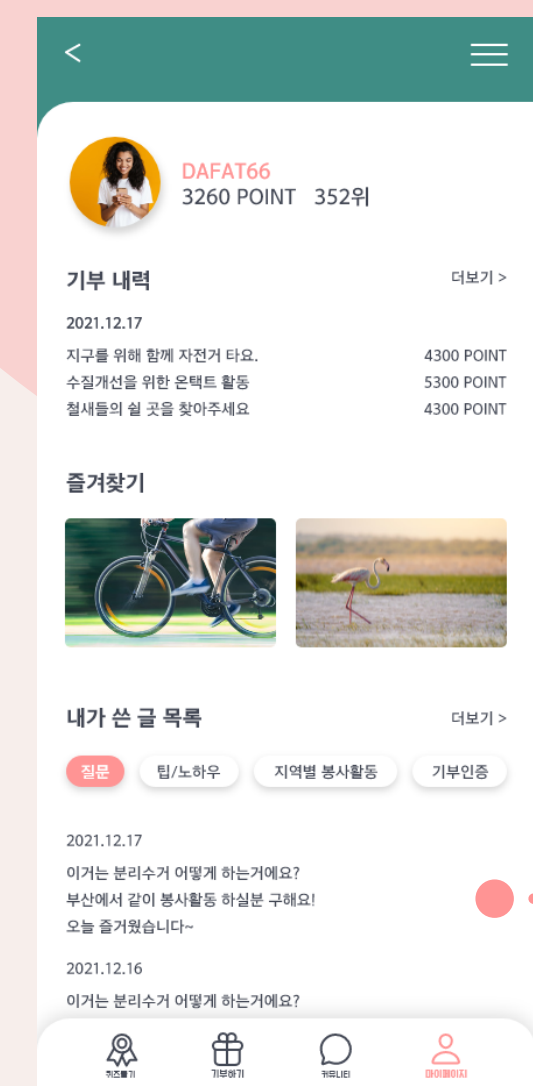 <
DAFAT66
3260 POINT 352위
기부 내력 더보기 >
2021.12.17
지구를 위해 함께 자전거 타요. 4300 POINT
수질개선을 위한 온택트 활동 5300 POINT
철새들의 쉴 곳을 찾아주세요 4300 POINT
즐겨찾기
내가 쓴 글 목록 더보기 >
질문 팁/노하우 지역별 봉사활동 기부인증
2021.12.17
이거는 분리수거 어떻게 하는거에요?
부산에서 같이 봉사활동 하실분 구해요!
오늘 즐거웠습니다~
2021.12.16
이거는 분리수거 어떻게 하는거에요?
퀴즈풀기 기부하기 커뮤니티 마이페이지